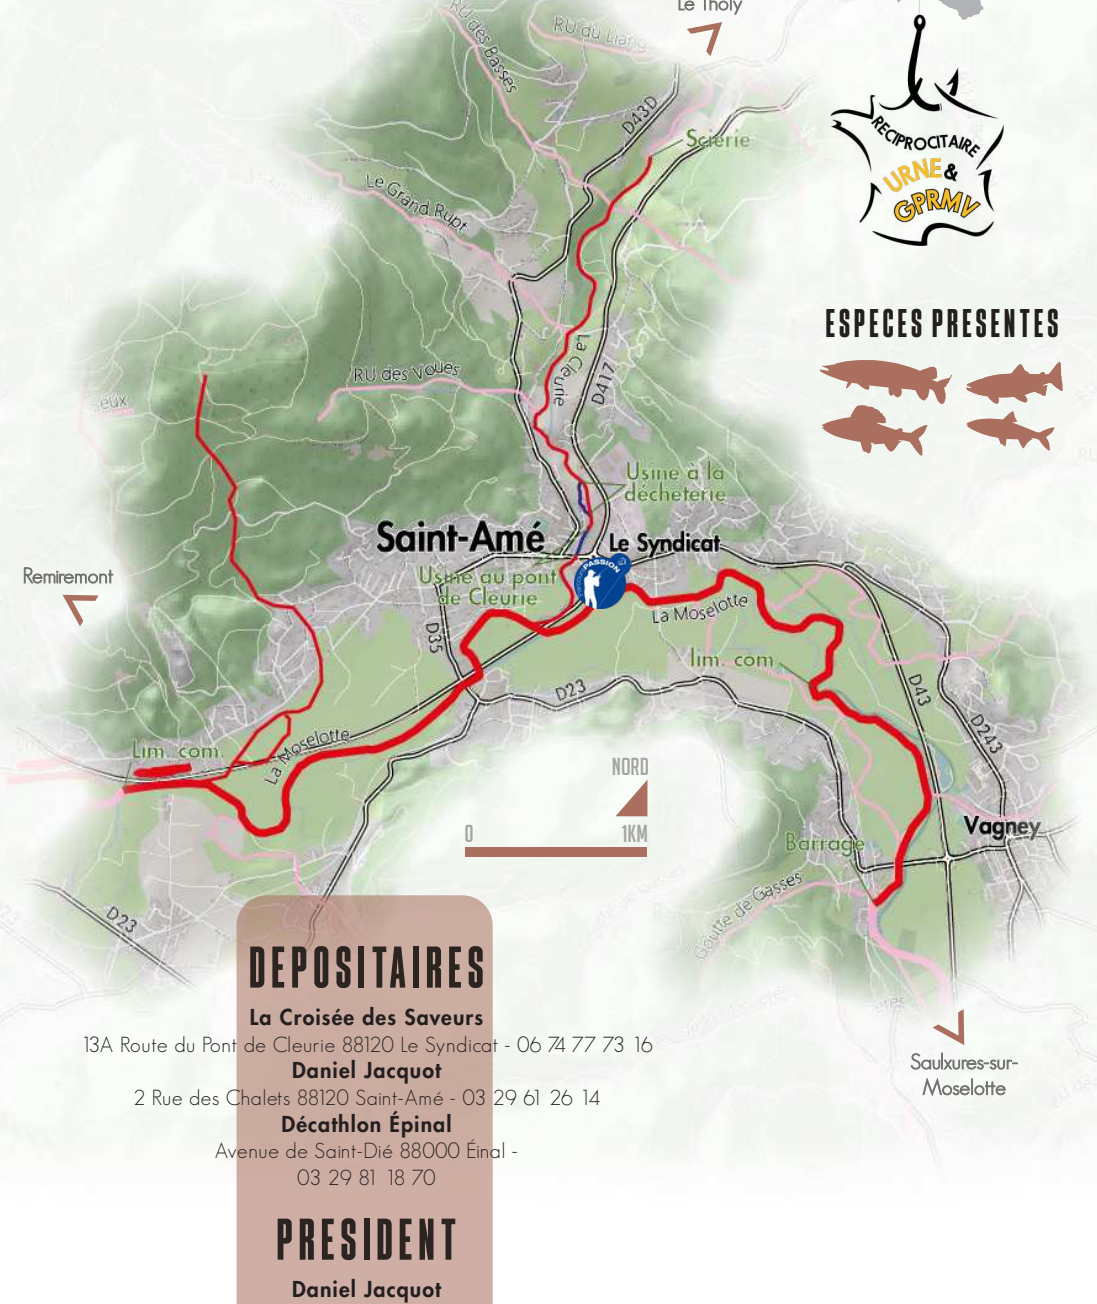 Le Tholy
RU des Basses
RU du Liang
D43D
Scierie
RECIPROCITAIRE
URNE &
GPRMV
Le Grand Rupt
ESPECES PRESENTES
La Cleurie
D417
RU des Voues
Usine à la
décheterie
Saint-Amé
Le Syndicat
PASSION
Usine au pont
de Cleurie
Remiremont
La Moselotte
D35
lim. com
D23
D43
D243
Lim. com.
La Moselotte
NORD
0
1KM
Vagney
Barrage
Goutte de Gasses
D23
Saulxures-sur-
Moselotte
DEPOSITAIRES
La Croisée des Saveurs
13A Route du Pont de Cleurie 88120 Le Syndicat - 06 74 77 73 16
Daniel Jacquot
2 Rue des Chalets 88120 Saint-Amé - 03 29 61 26 14
Décathlon Épinal
Avenue de Saint-Dié 88000 Éinal -
03 29 81 18 70
PRESIDENT
Daniel Jacquot